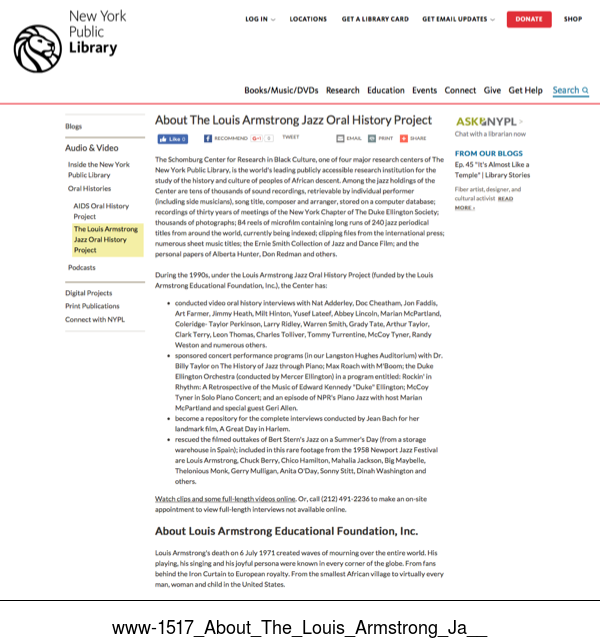 New York
Public
Library
LOG IN
LOCATIONS
GET A LIBRARY CARD
GET EMAIL UPDATES
DONATE
SHOP
Books/Music/DVDs Research Education Events Connect Give Get Help Search
Blogs
Audio & Video
Inside the New York
Public Library
Oral Histories
AIDS Oral History
Project
The Louis Armstrong
Jazz Oral History
Project
Podcasts
Digital Projects
Print Publications
Connect with NYPL
About The Louis Armstrong Jazz Oral History Project
Like 0 RECOMMEND G+1 0 TWEET EMAIL PRINT SHARE
The Schomburg Center for Research in Black Culture, one of four major research centers of The
New York Public Library, is the world's leading publicly accessible research institution for the
study of the history and culture of peoples of African descent. Among the jazz holdings of the
Center are tens of thousands of sound recordings, retrievable by individual performer
(including side musicians), song title, composer and arranger, stored on a computer database;
recordings of thirty years of meetings of the New York Chapter of The Duke Ellington Society;
thousands of photographs; 84 reels of microfilm containing long runs of 240 jazz periodical
titles from around the world, currently being indexed; clipping files from the international press;
numerous sheet music titles; the Ernie Smith Collection of Jazz and Dance Film; and the
personal papers of Alberta Hunter, Don Redman and others.
During the 1990s, under the Louis Armstrong Jazz Oral History Project (funded by the Louis
Armstrong Educational Foundation, Inc.), the Center has:
• conducted video oral history interviews with Nat Adderley, Doc Cheatham, Jon Faddis,
Art Farmer, Jimmy Heath, Milt Hinton, Yusef Lateef, Abbey Lincoln, Marian McPartland,
Coleridge- Taylor Perkinson, Larry Ridley, Warren Smith, Grady Tate, Arthur Taylor,
Clark Terry, Leon Thomas, Charles Tolliver, Tommy Turrentine, McCoy Tyner, Randy
Weston and numerous others.
• sponsored concert performance programs (in our Langston Hughes Auditorium) with Dr.
Billy Taylor on The History of Jazz through Piano; Max Roach with M'Boom; the Duke
Ellington Orchestra (conducted by Mercer Ellington) in a program entitled: Rockin' in
Rhythm: A Retrospective of the Music of Edward Kennedy "Duke" Ellington; McCoy
Tyner in Solo Piano Concert; and an episode of NPR's Piano Jazz with host Marian
McPartland and special guest Geri Allen.
• become a repository for the complete interviews conducted by Jean Bach for her
landmark film, A Great Day in Harlem.
• rescued the filmed outtakes of Bert Stern's Jazz on a Summer's Day (from a storage
warehouse in Spain); included in this rare footage from the 1958 Newport Jazz Festival
are Louis Armstrong, Chuck Berry, Chico Hamilton, Mahalia Jackson, Big Maybelle,
Thelonious Monk, Gerry Mulligan, Anita O'Day, Sonny Stitt, Dinah Washington and
others.
Watch clips and some full-length videos online. Or, call (212) 491-2236 to make an on-site
appointment to view full-length interviews not available online.
About Louis Armstrong Educational Foundation, Inc.
Louis Armstrong's death on 6 July 1971 created waves of mourning over the entire world. His
playing, his singing and his joyful persona were known in every corner of the globe. From fans
behind the Iron Curtain to European royalty. From the smallest African village to virtually every
man, woman and child in the United States.
ASK NYPL
Chat with a librarian now
FROM OUR BLOGS
Ep. 45 "It's Almost Like a
Temple" | Library Stories
Fiber artist, designer, and
cultural activist READ
MORE ›
www-1517_About_The_Louis_Armstrong_Ja__